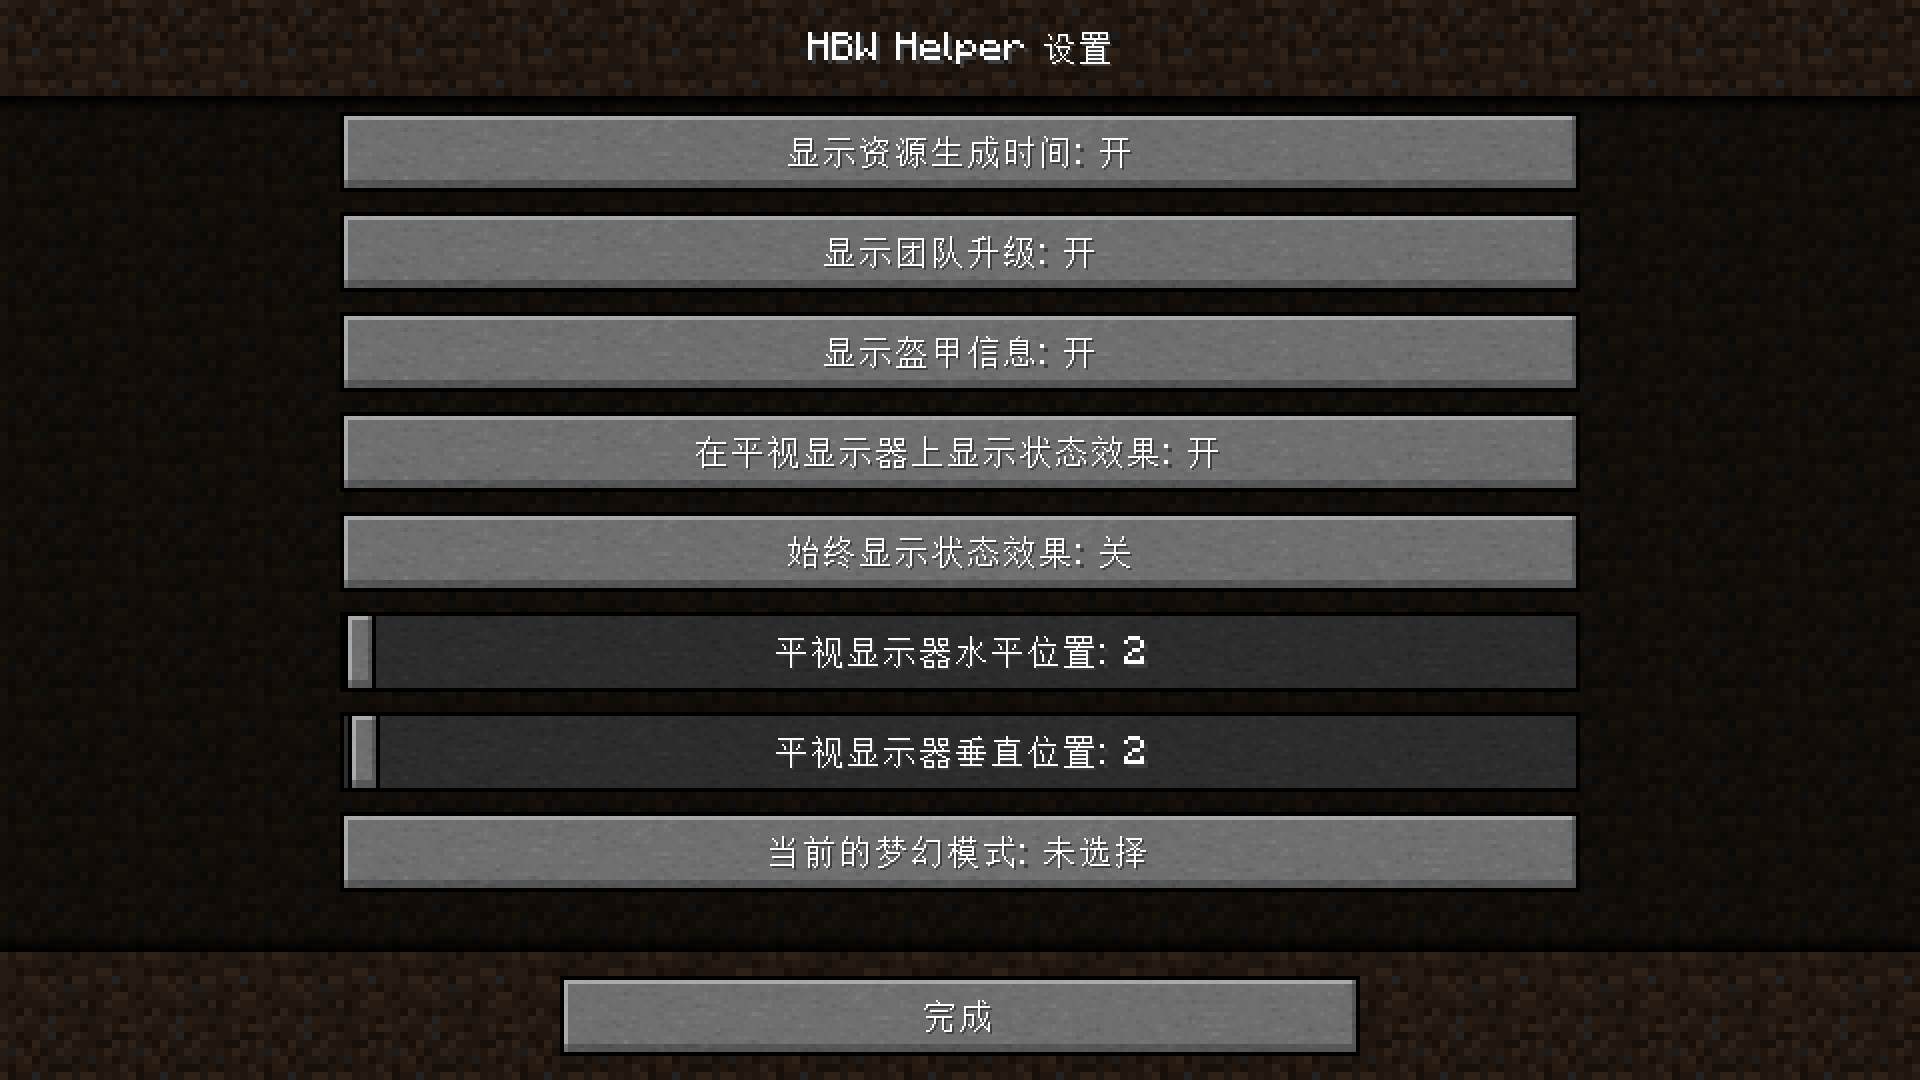 HBW Helper 设置
显示资源生成时间: 开
显示团队升级: 开
显示盔甲信息: 开
在平视显示器上显示状态效果: 开
始终显示状态效果: 关
平视显示器水平位置: 2
平视显示器垂直位置: 2
当前的梦幻模式: 未选择
完成